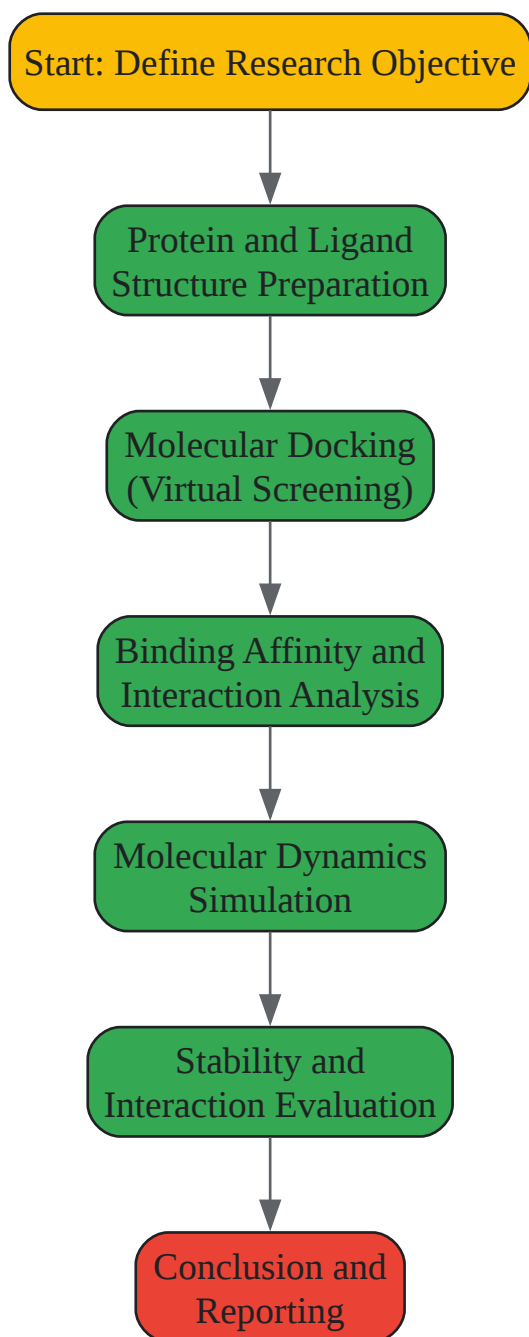 Start: Define Research Objective
Protein and Ligand
Structure Preparation
Molecular Docking
(Virtual Screening)
Binding Affinity and
Interaction Analysis
Molecular Dynamics
Simulation
Stability and
Interaction Evaluation
Conclusion and
Reporting